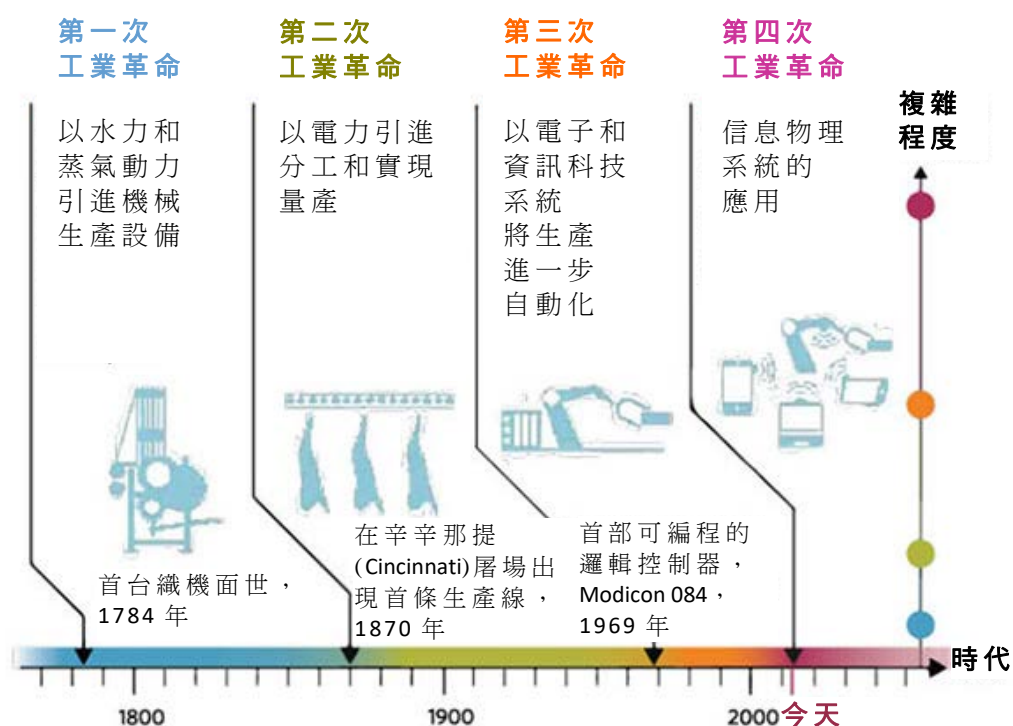 第一次
工業革命
第二次
工業革命
第三次
工業革命
第四次
工業革命
以水力和
蒸氣動力
引進機械
生產設備
以電力引進
分工和實現
量產
以電子和
資訊科技
系統
將生產
進一步
自動化
信息物理
系統的
應用
複雜
程度
首台織機面世，
1784 年
在辛辛那提
(Cincinnati)屠場出
現首條生產線，
1870 年
首部可編程的
邏輯控制器，
Modicon 084，
1969 年
時代
1800
1900
2000
今天